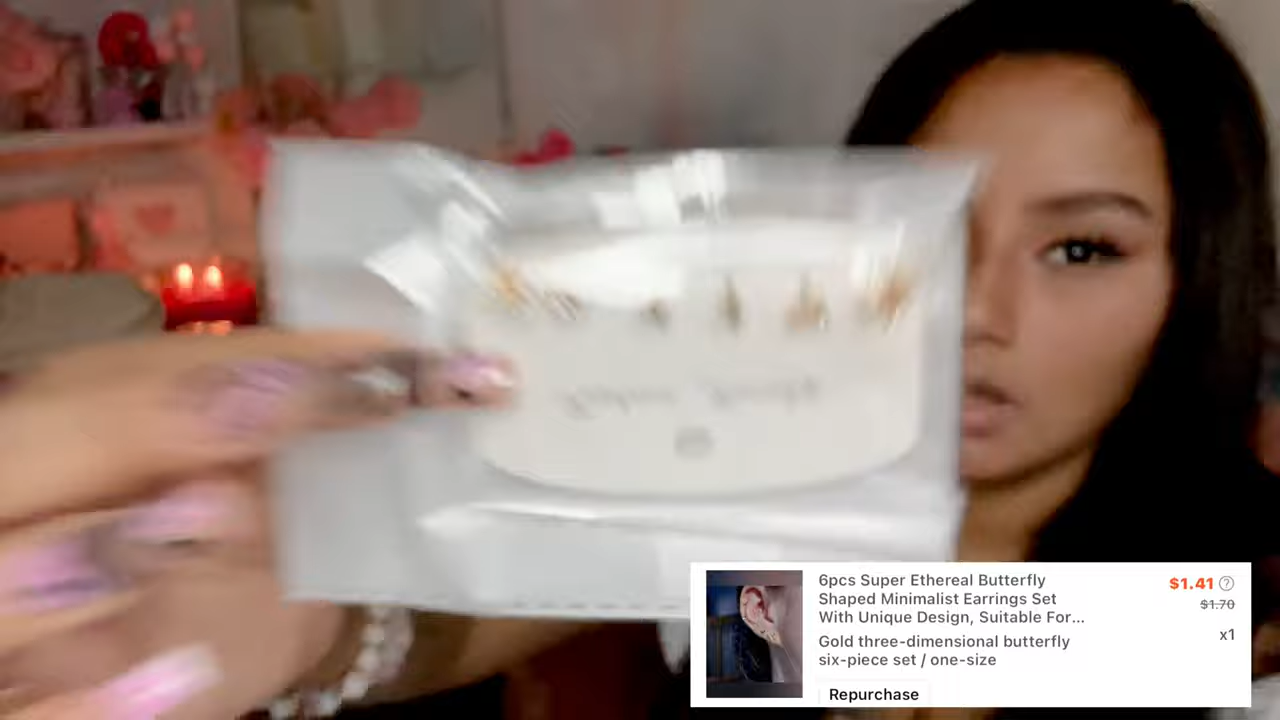 6pcs Super Ethereal Butterfly
Shaped Minimalist Earrings Set
With Unique Design, Suitable For...
Gold three-dimensional butterfly
six-piece set / one-size
Repurchase
$1.41
$1.70
x1